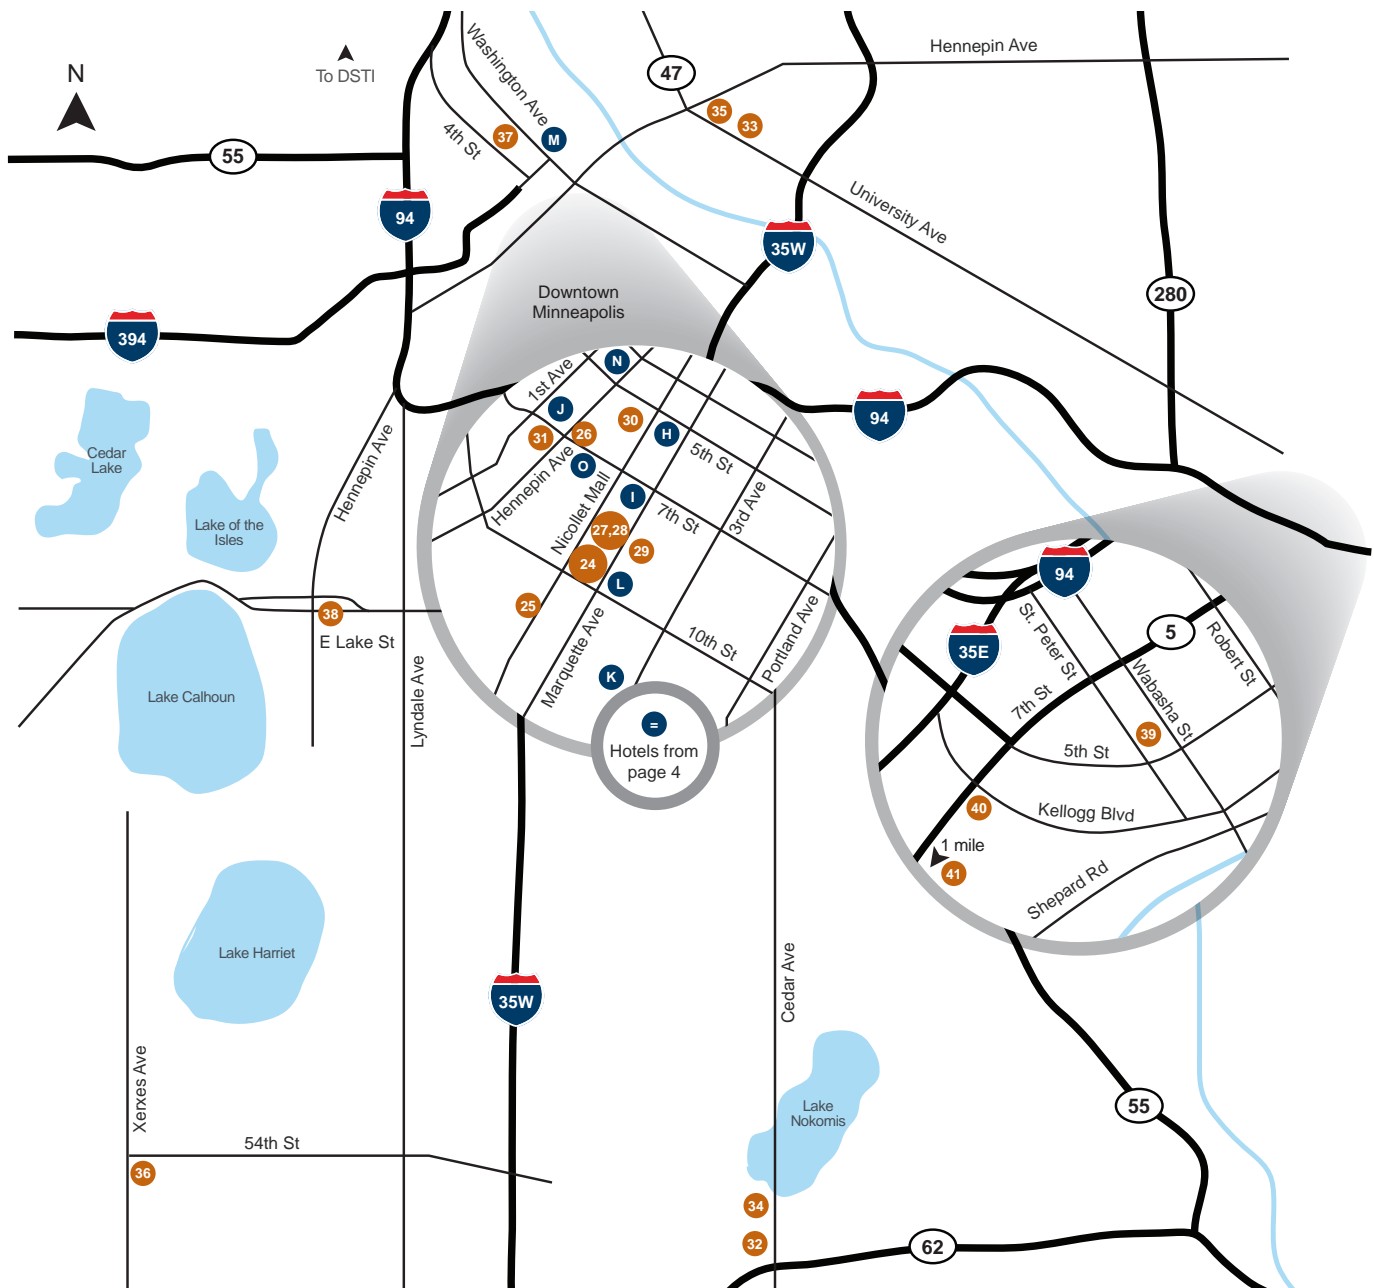 Hennepin Ave
Washington Ave
N
To DSTI
47
35
33
4th St
37
M
55
University Ave
94
35W
Downtown
Minneapolis
280
394
1st Ave
N
J
30
94
31
26
H
Cedar
Lake
Hennepin Ave
5th St
Hennepin Ave
O
Nicollet Mall
I
7th St
3rd Ave
Lake of the
Isles
27,28
29
24
L
94
25
38
E Lake St
Marquette Ave
10th St
Portland Ave
St. Peter St
5
Robert St
35E
K
Lake Calhoun
Lyndale Ave
7th St
Wabasha St
=
Hotels from
page 4
39
5th St
40
Kellogg Blvd
1 mile
41
Shepard Rd
Lake Harriet
35W
Cedar Ave
Xerxes Ave
Lake
Nokomis
55
54th St
36
34
32
62